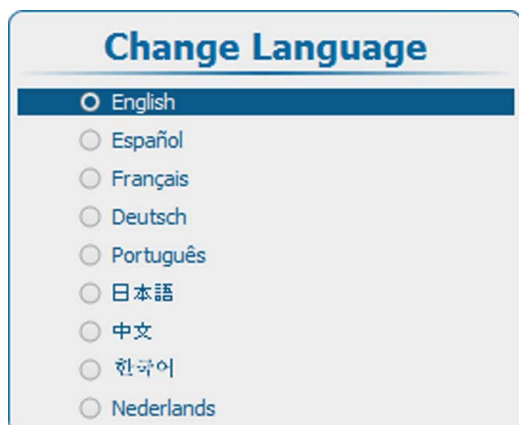 Change Language
English
Español
Français
Deutsch
Português
日本語
中文
한국어
Nederlands